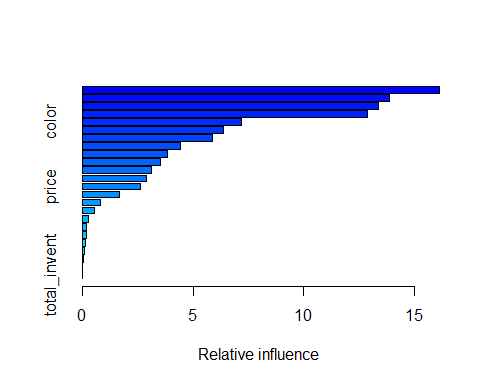 color
price
total_invent
0 5 10 15
Relative influence